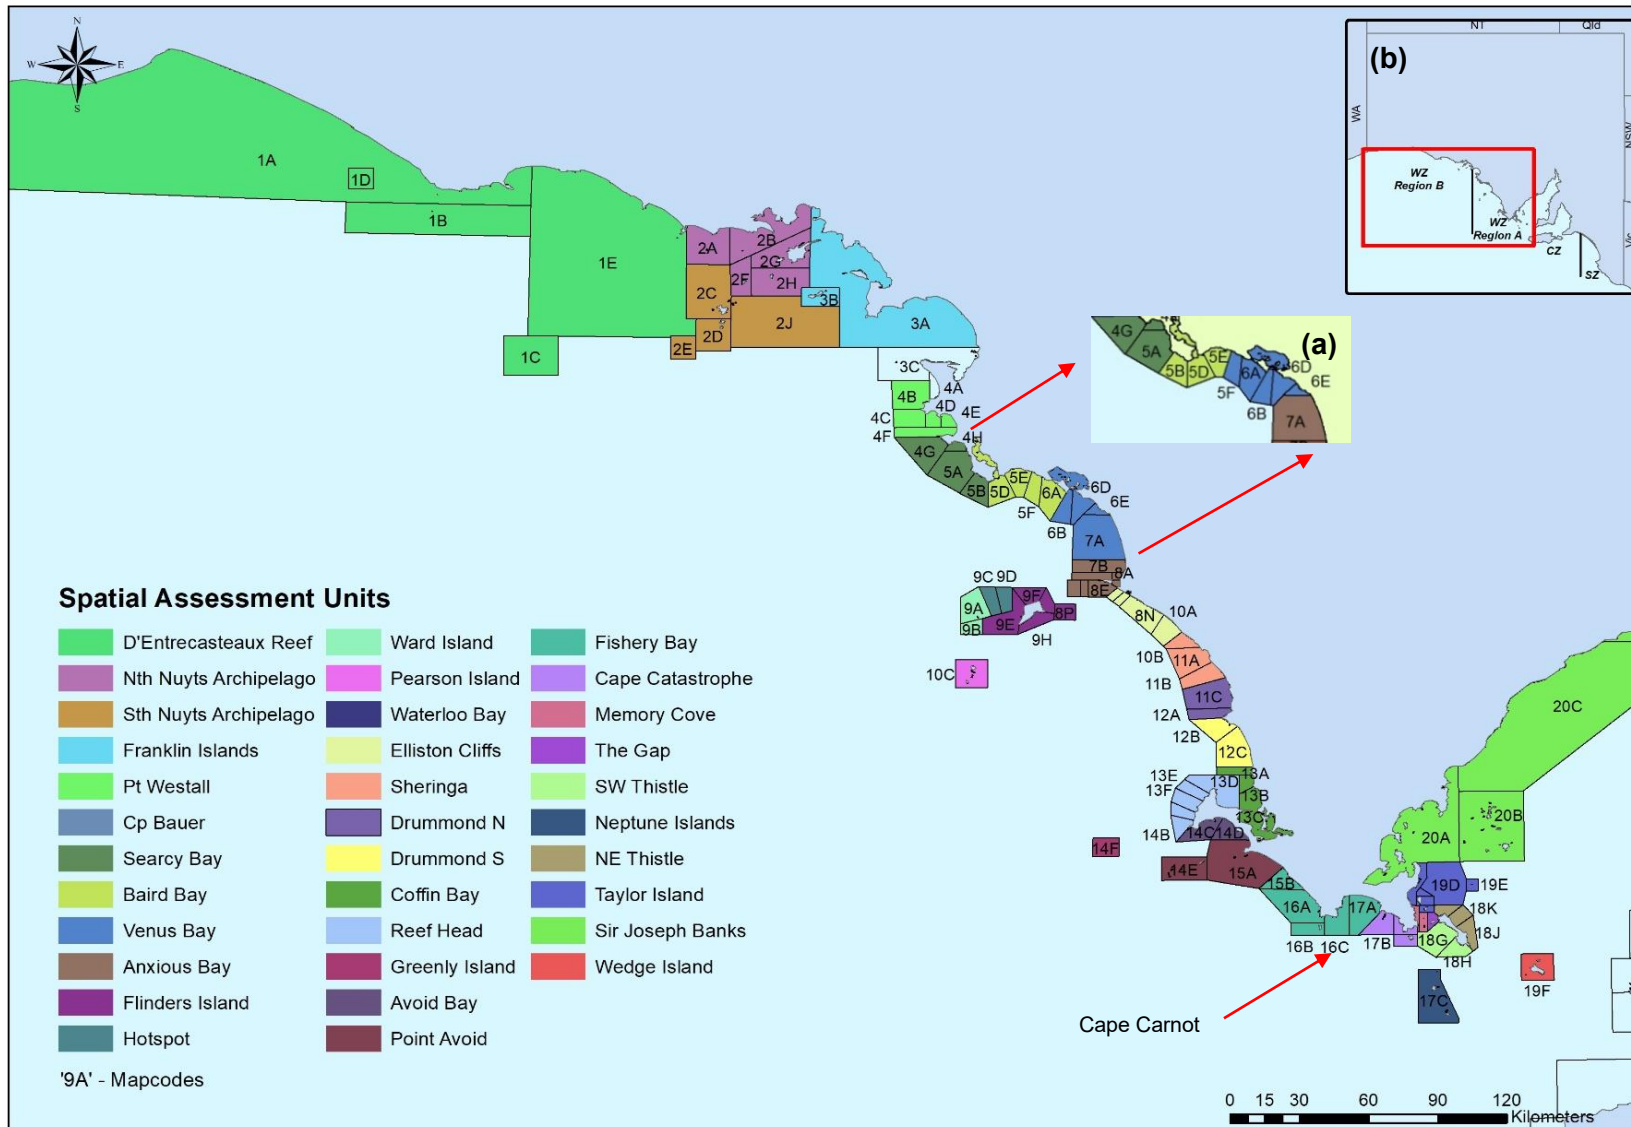 N
W E
S
1A
1D
1B
1E
1C
2A
2B
2G
2F
2H
2C
2D
2E
2J
3B
3A
3C
4A
4B
4D
4C
4E
4F
4H
4G
5A
5B
5D
5E
5F
6A
6B
6D
6E
7A
7B
8A
8E
8N
9C 9D
9F
9A
9B
9E
8P
9H
10A
10B
10C
11A
11B
11C
12A
12B
12C
13A
13E
13D
13F
13B
13C
14B
14C
14D
14F
14E
15A
15B
16A
16B
16C
17A
17B
18G
18H
18J
18K
19D
19E
17C
19F
20A
20B
20C
(a)
4G
5A
5B
5D
5E
5F
6A
6D
6E
6B
7A
(b)
NT
Qld
WA
NSW
WZ
Region B
WZ
Region A
CZ
SZ
Spatial Assessment Units
D'Entrecasteaux Reef
Nth Nuyts Archipelago
Sth Nuyts Archipelago
Franklin Islands
Pt Westall
Cp Bauer
Searcy Bay
Baird Bay
Venus Bay
Anxious Bay
Flinders Island
Hotspot
Ward Island
Pearson Island
Waterloo Bay
Elliston Cliffs
Sheringa
Drummond N
Drummond S
Coffin Bay
Reef Head
Greenly Island
Avoid Bay
Point Avoid
Fishery Bay
Cape Catastrophe
Memory Cove
The Gap
SW Thistle
Neptune Islands
NE Thistle
Taylor Island
Sir Joseph Banks
Wedge Island
'9A' - Mapcodes
Cape Carnot
0 15 30 60 90 120
Kilometers